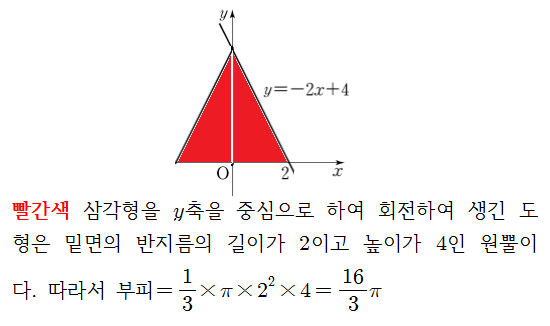 y
y=−2x+4
O 2 x
빨간색 삼각형을 y축을 중심으로 하여 회전하여 생긴 도
형은 밑면의 반지름의 길이가 2이고 높이가 4인 원뿔이
다. 따라서 부피=1/3×π×2²×4=16/3π